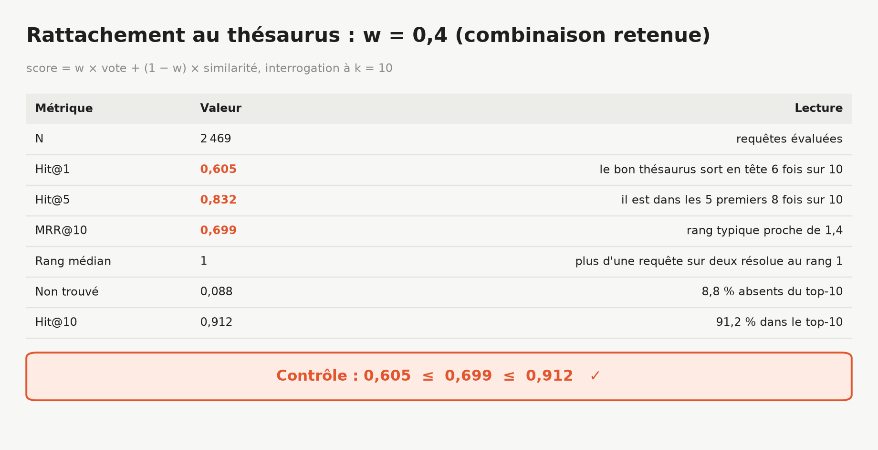 Rattachement au thésaurus : w = 0,4 (combinaison retenue)
score = w × vote + (1 − w) × similarité, interrogation à k = 10
Métrique Valeur Lecture
N 2 469 requêtes évaluées
Hit@1 0,605 le bon thésaurus sort en tête 6 fois sur 10
Hit@5 0,832 il est dans les 5 premiers 8 fois sur 10
MRR@10 0,699 rang typique proche de 1,4
Rang médian 1 plus d'une requête sur deux résolue au rang 1
Non trouvé 0,088 8,8 % absents du top-10
Hit@10 0,912 91,2 % dans le top-10
Contrôle : 0,605 ≤ 0,699 ≤ 0,912 ✓